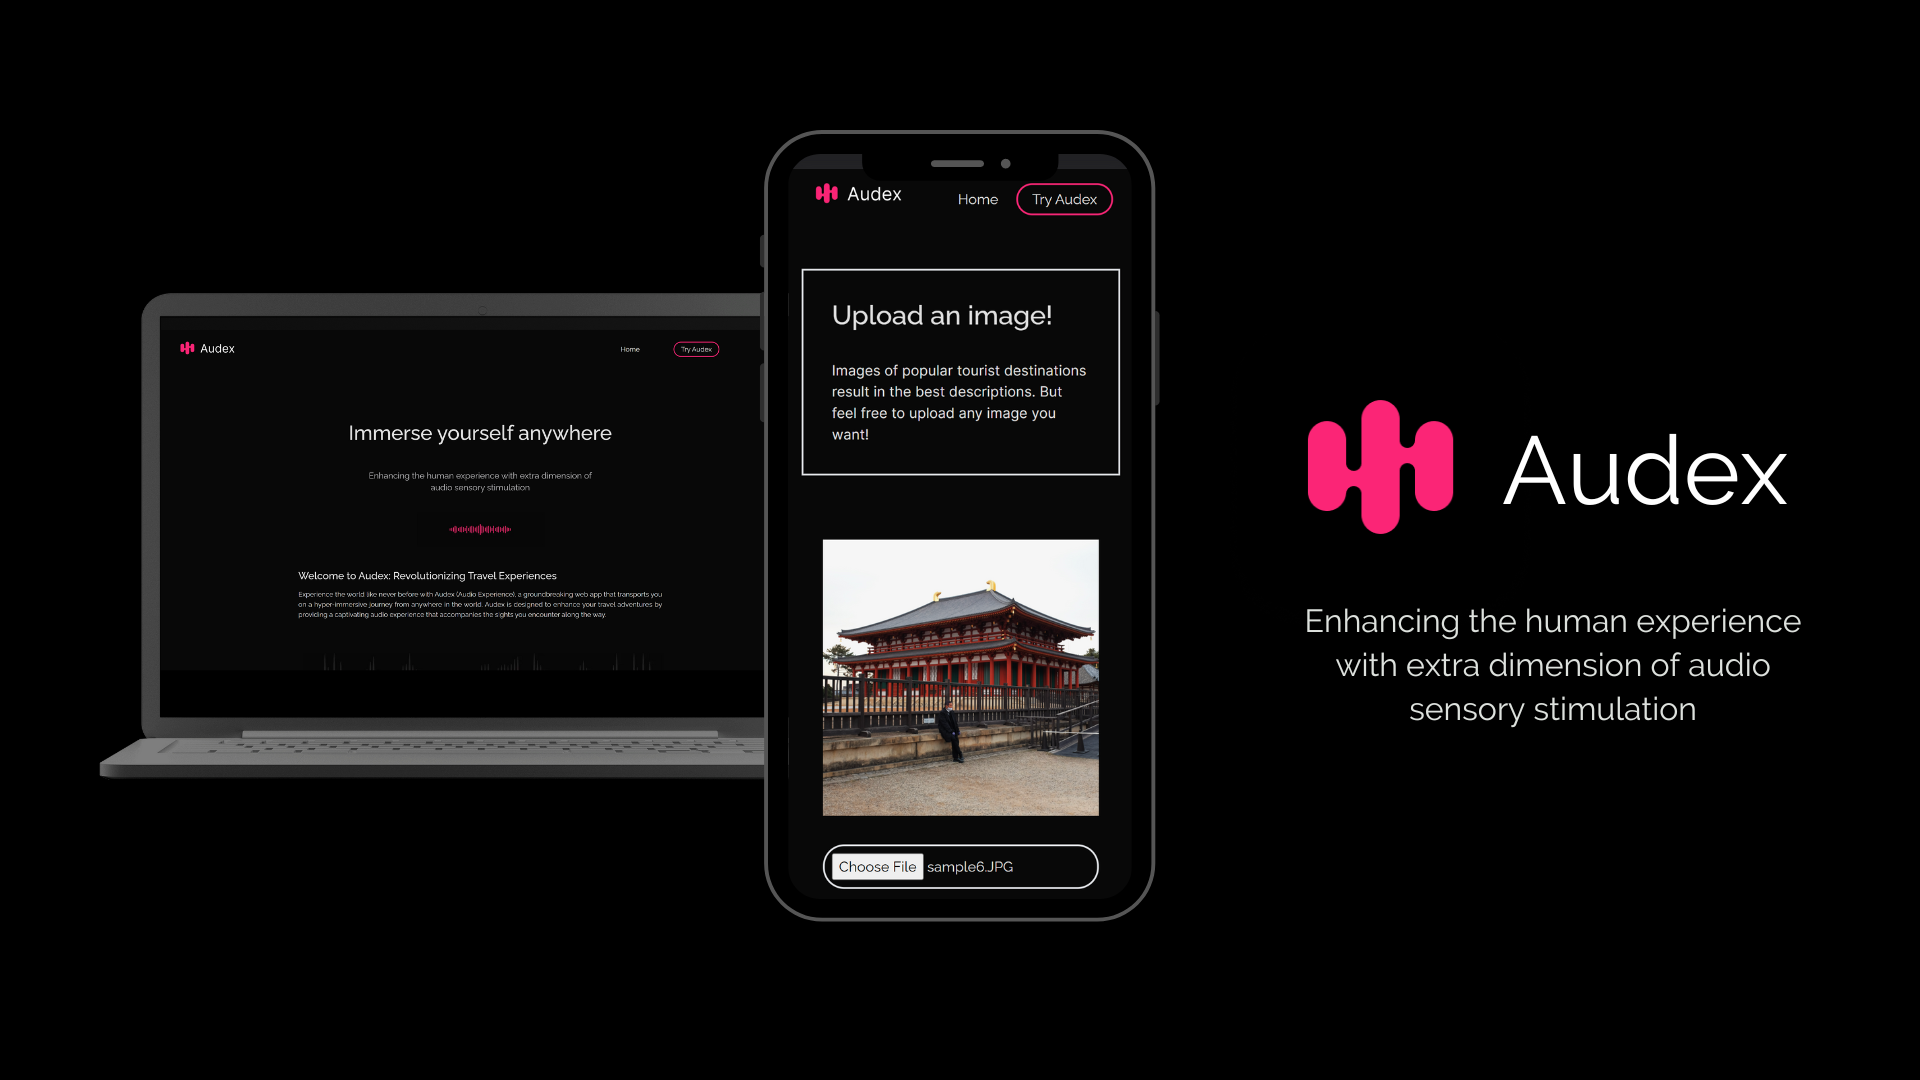 Audex
Home
Try Audex
Immerse yourself anywhere
Enhancing the human experience with extra dimension of
audio sensory stimulation
Welcome to Audex: Revolutionizing Travel Experiences
Experience the world like never before with Audex (Audio Experience), a groundbreaking web app that transports you
on a hyper-immersive journey from anywhere in the world. Audex is designed to enhance your travel adventures by
providing a captivating audio experience that accompanies the sights you encounter along the way.
Audex
Home
Try Audex
Upload an image!
Images of popular tourist destinations
result in the best descriptions. But
feel free to upload any image you
want!
Choose File sample6.JPG
Audex
Enhancing the human experience
with extra dimension of audio
sensory stimulation